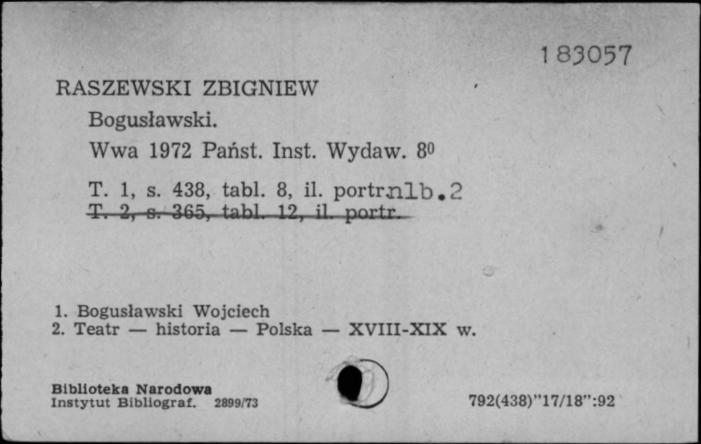 183057
RASZEWSKI ZBIGNIEW
Bogusławski.
Wwa 1972 Państ. Inst. Wydaw. 8⁰
T. 1, s. 438, tabl. 8, il. portr.nlb.2
T. 2, s. 365, tabl. 12, il. portr.
1. Bogusławski Wojciech
2. Teatr — historia — Polska — XVIII-XIX w.
Biblioteka Narodowa
Instytut Bibliograf. 2899/73
792(438)"17/18":92